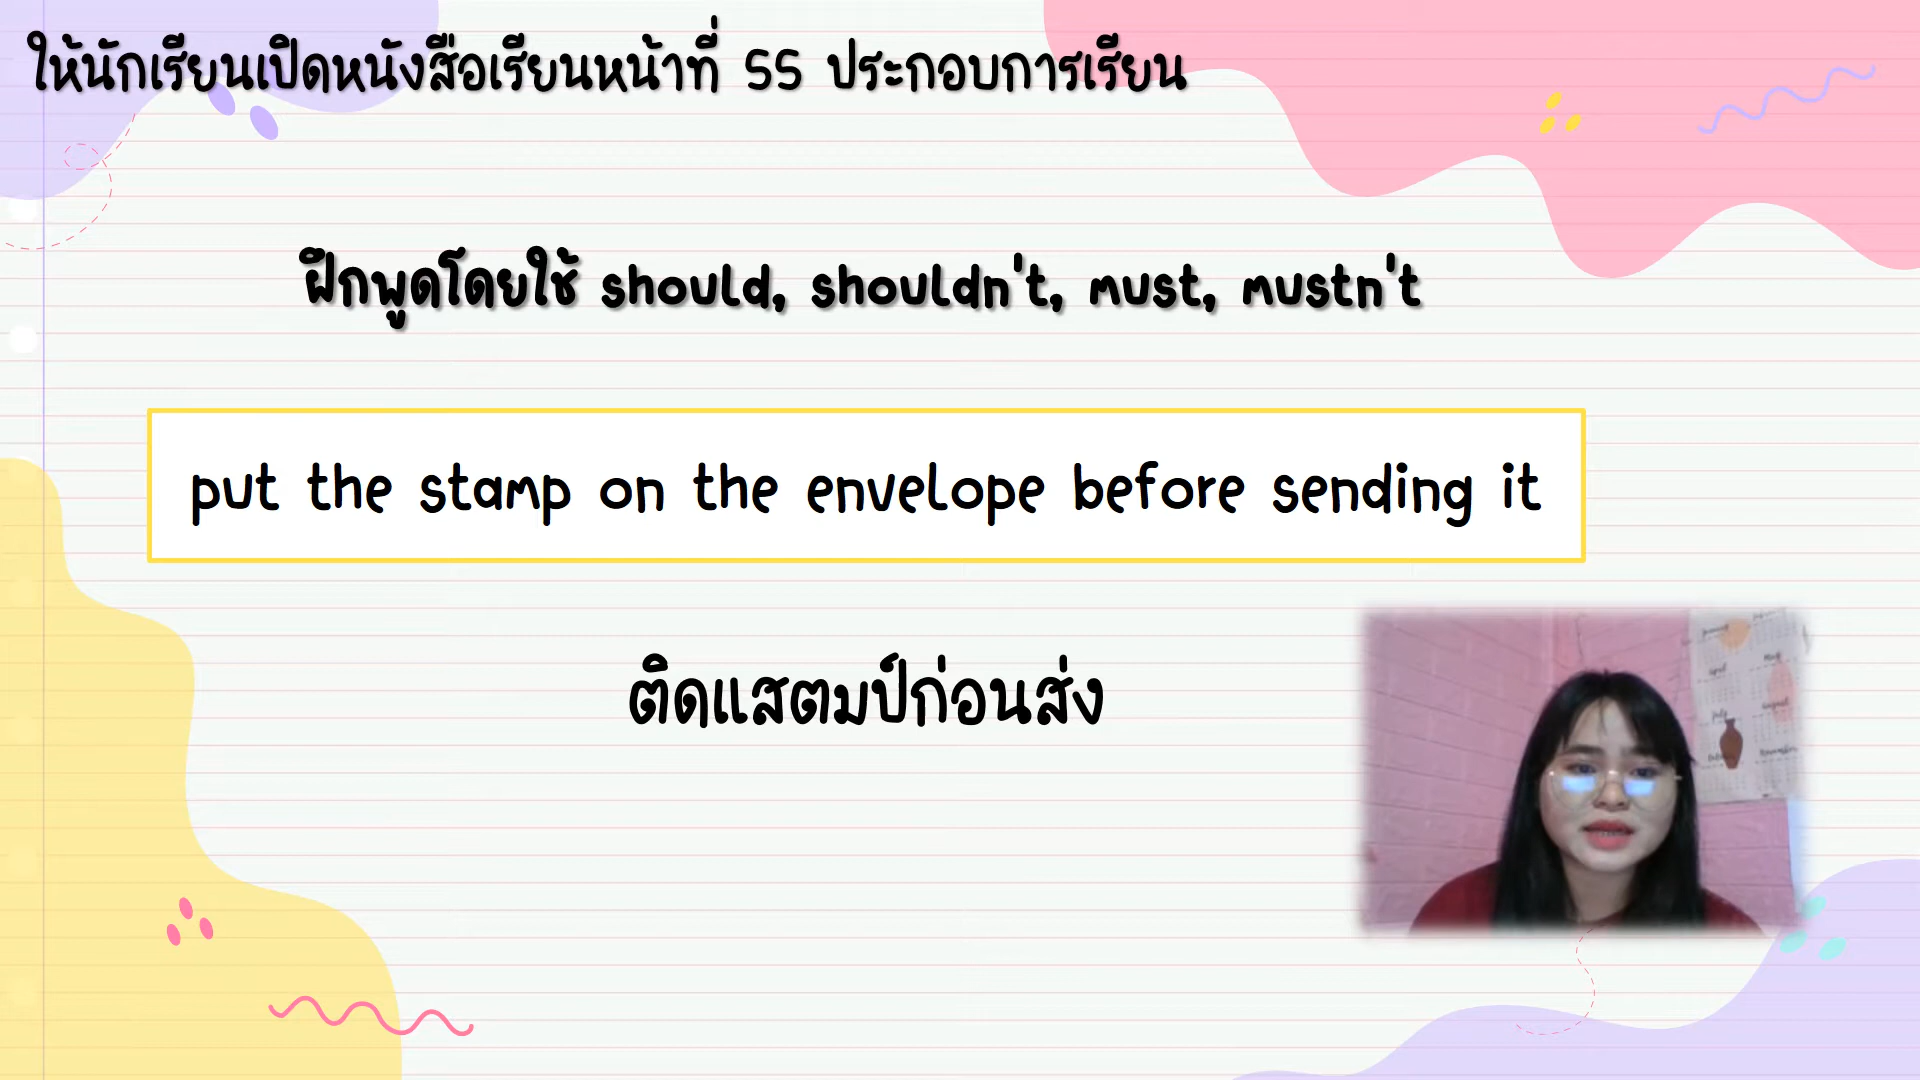 ให้นักเรียนเปิดหนังสือเรียนหน้าที่ 55 ประกอบการเรียน
ฝึกพูดโดยใช้ should, shouldn't, must, mustn't
put the stamp on the envelope before sending it
ติดแสตมป์ก่อนส่ง